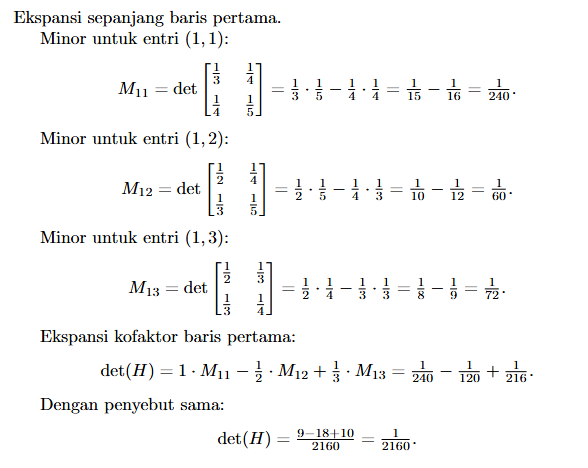 Ekspansi sepanjang baris pertama.
Minor untuk entri (1, 1):
$M_{11} = \det \begin{bmatrix} \frac{1}{3} & \frac{1}{4} \\ \frac{1}{4} & \frac{1}{5} \end{bmatrix} = \frac{1}{3} \cdot \frac{1}{5} - \frac{1}{4} \cdot \frac{1}{4} = \frac{1}{15} - \frac{1}{16} = \frac{1}{240}.$
Minor untuk entri (1, 2):
$M_{12} = \det \begin{bmatrix} \frac{1}{2} & \frac{1}{4} \\ \frac{1}{3} & \frac{1}{5} \end{bmatrix} = \frac{1}{2} \cdot \frac{1}{5} - \frac{1}{4} \cdot \frac{1}{3} = \frac{1}{10} - \frac{1}{12} = \frac{1}{60}.$
Minor untuk entri (1, 3):
$M_{13} = \det \begin{bmatrix} \frac{1}{2} & \frac{1}{3} \\ \frac{1}{3} & \frac{1}{4} \end{bmatrix} = \frac{1}{2} \cdot \frac{1}{4} - \frac{1}{3} \cdot \frac{1}{3} = \frac{1}{8} - \frac{1}{9} = \frac{1}{72}.$
Ekspansi kofaktor baris pertama:
$\det(H) = 1 \cdot M_{11} - \frac{1}{2} \cdot M_{12} + \frac{1}{3} \cdot M_{13} = \frac{1}{240} - \frac{1}{120} + \frac{1}{216}.$
Dengan penyebut sama:
$\det(H) = \frac{9-18+10}{2160} = \frac{1}{2160}.$